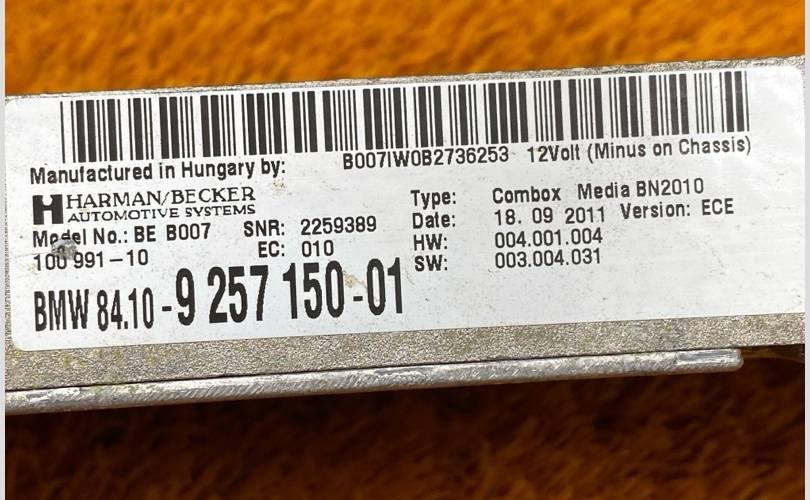 B007IW0B2736253 12Volt (Minus on Chassis)
Manufactured in Hungary by:
HARMAN/BECKER
AUTOMOTIVE SYSTEMS
Model No.: BE B007 SNR: 2259389
100 991-10 EC: 010
BMW 84.10-9 257 150-01
Type: Combox Media BN2010
Date: 18. 09 2011 Version: ECE
HW: 004.001.004
SW: 003.004.031